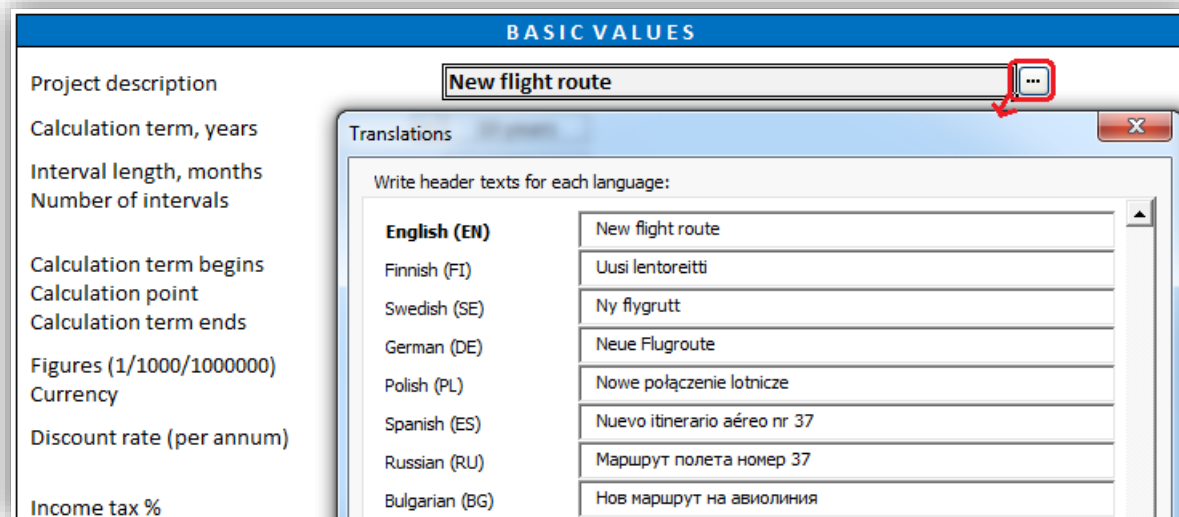 BASIC VALUES
Project description
New flight route
...
Calculation term, years
Interval length, months
Number of intervals
Calculation term begins
Calculation point
Calculation term ends
Figures (1/1000/1000000)
Currency
Discount rate (per annum)
Income tax %
Translations
Write header texts for each language:
English (EN) New flight route
Finnish (FI) Uusi lentoreitti
Swedish (SE) Ny flygrutt
German (DE) Neue Flugroute
Polish (PL) Nowe połączenie lotnicze
Spanish (ES) Nuevo itinerario aéreo nr 37
Russian (RU) Маршрут полета номер 37
Bulgarian (BG) Нов маршрут на авиолиния